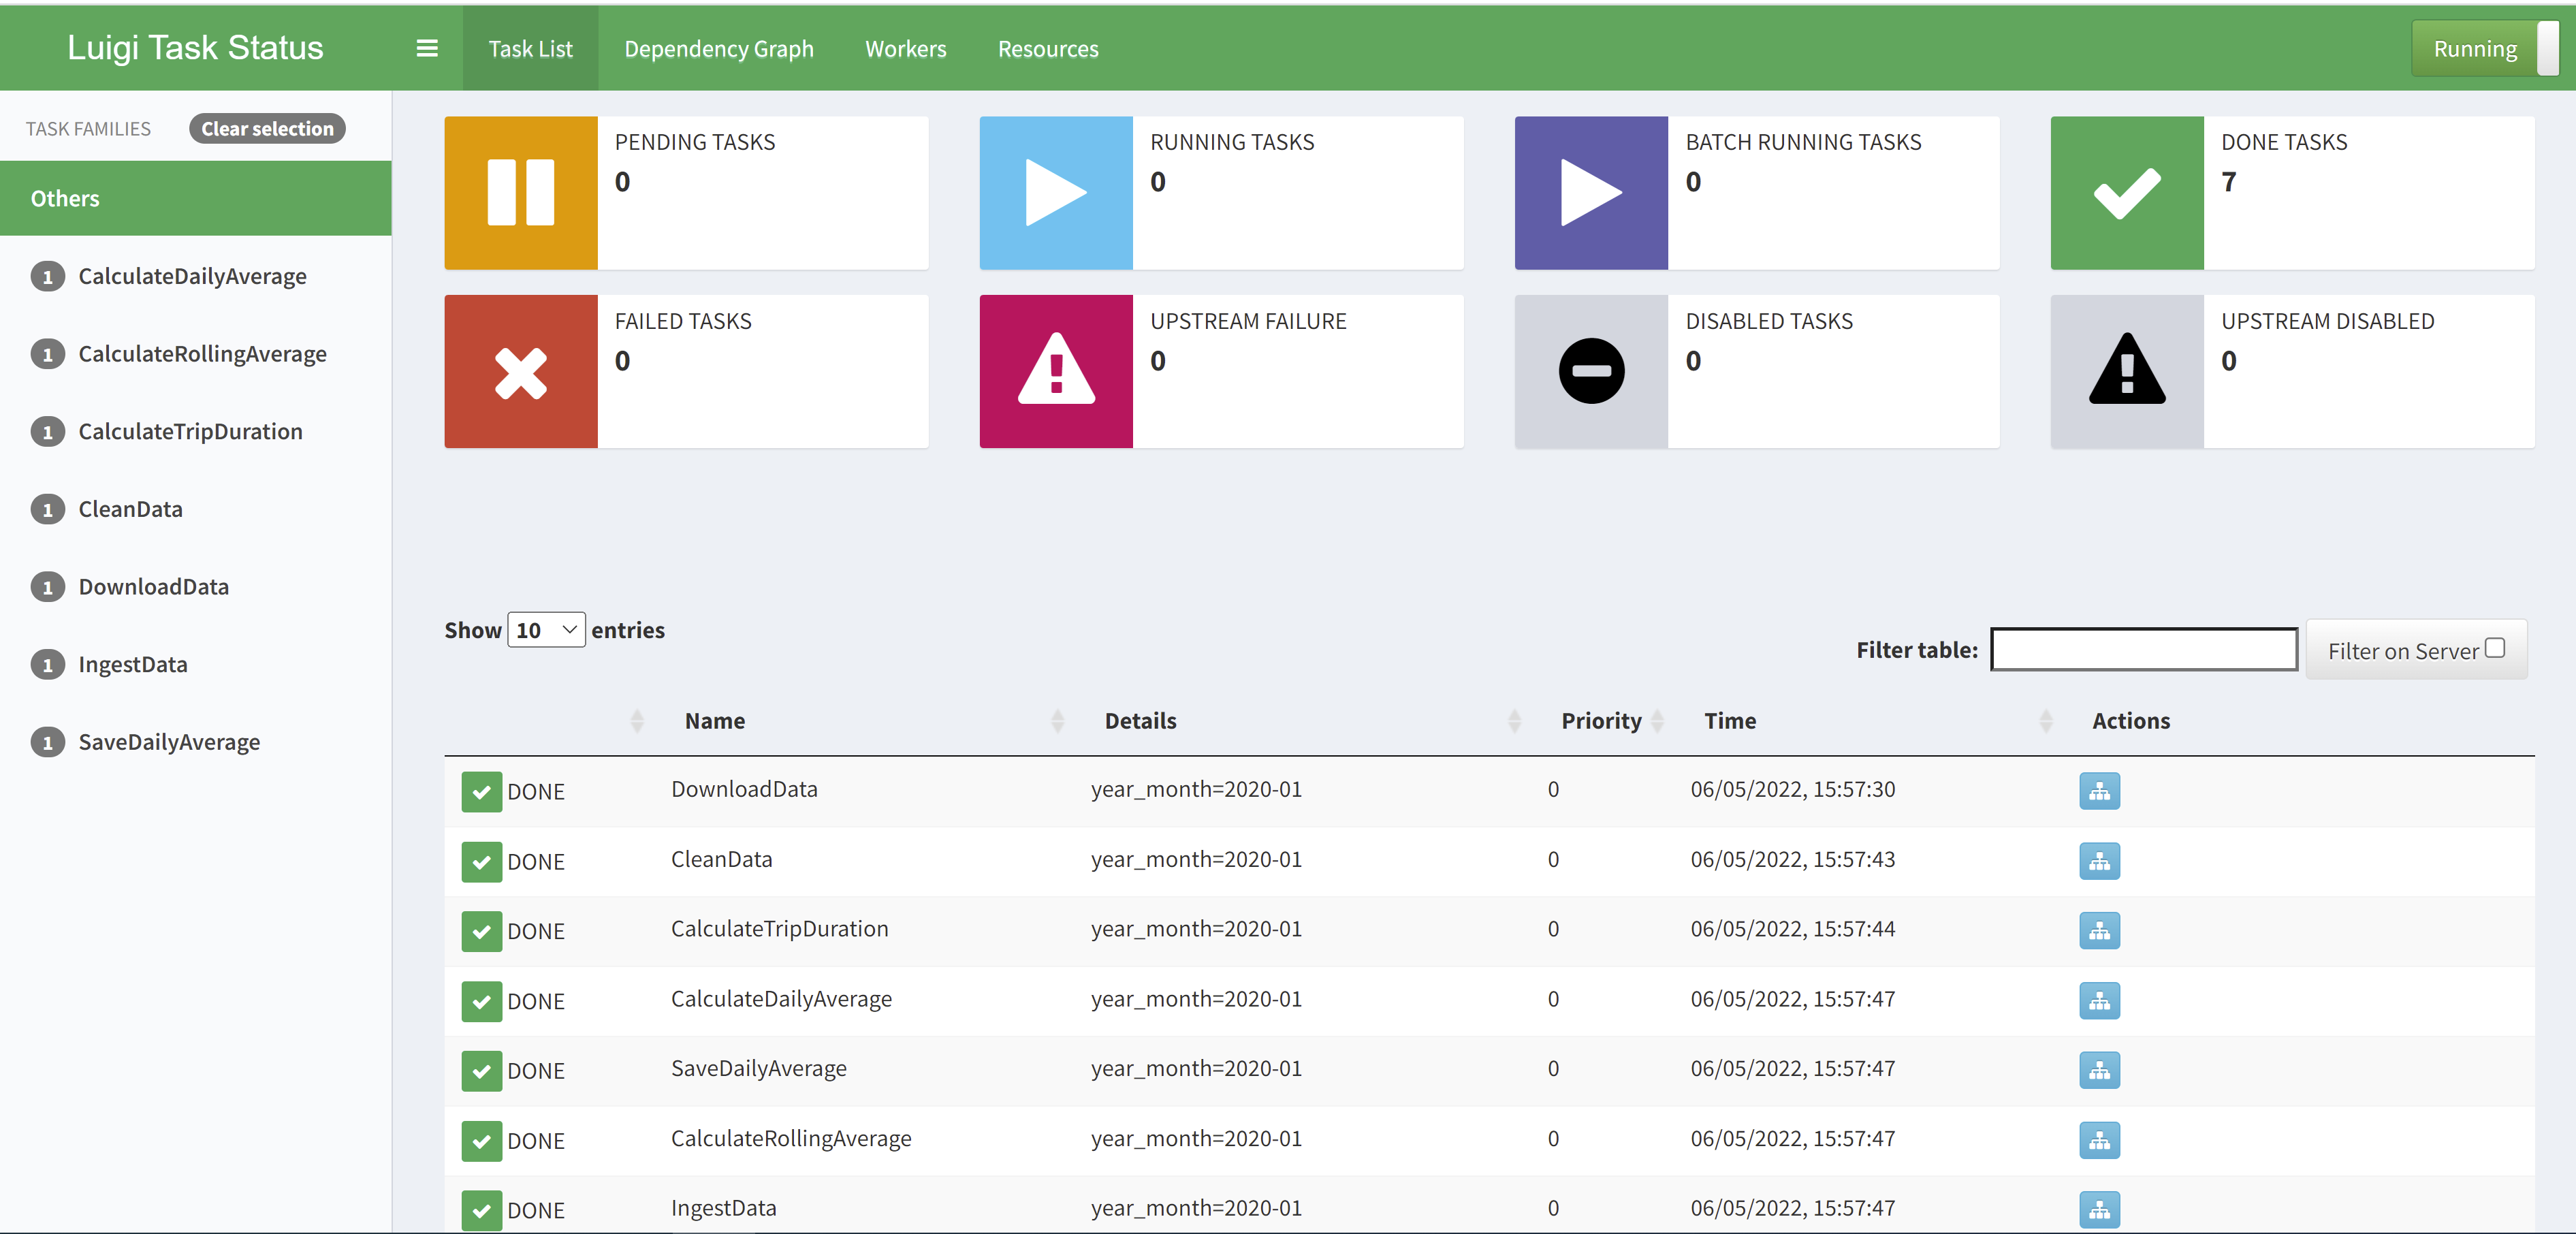 Luigi Task Status
Task List Dependency Graph Workers Resources Running
TASK FAMILIES Clear selection
Others
1 CalculateDailyAverage
1 CalculateRollingAverage
1 CalculateTripDuration
1 CleanData
1 DownloadData
1 IngestData
1 SaveDailyAverage
PENDING TASKS
0
RUNNING TASKS
0
BATCH RUNNING TASKS
0
DONE TASKS
7
FAILED TASKS
0
UPSTREAM FAILURE
0
DISABLED TASKS
0
UPSTREAM DISABLED
0
Show 10 entries
Filter table: Filter on Server
Name Details Priority Time Actions
DONE DownloadData year_month=2020-01 0 06/05/2022, 15:57:30
DONE CleanData year_month=2020-01 0 06/05/2022, 15:57:43
DONE CalculateTripDuration year_month=2020-01 0 06/05/2022, 15:57:44
DONE CalculateDailyAverage year_month=2020-01 0 06/05/2022, 15:57:47
DONE SaveDailyAverage year_month=2020-01 0 06/05/2022, 15:57:47
DONE CalculateRollingAverage year_month=2020-01 0 06/05/2022, 15:57:47
DONE IngestData year_month=2020-01 0 06/05/2022, 15:57:47